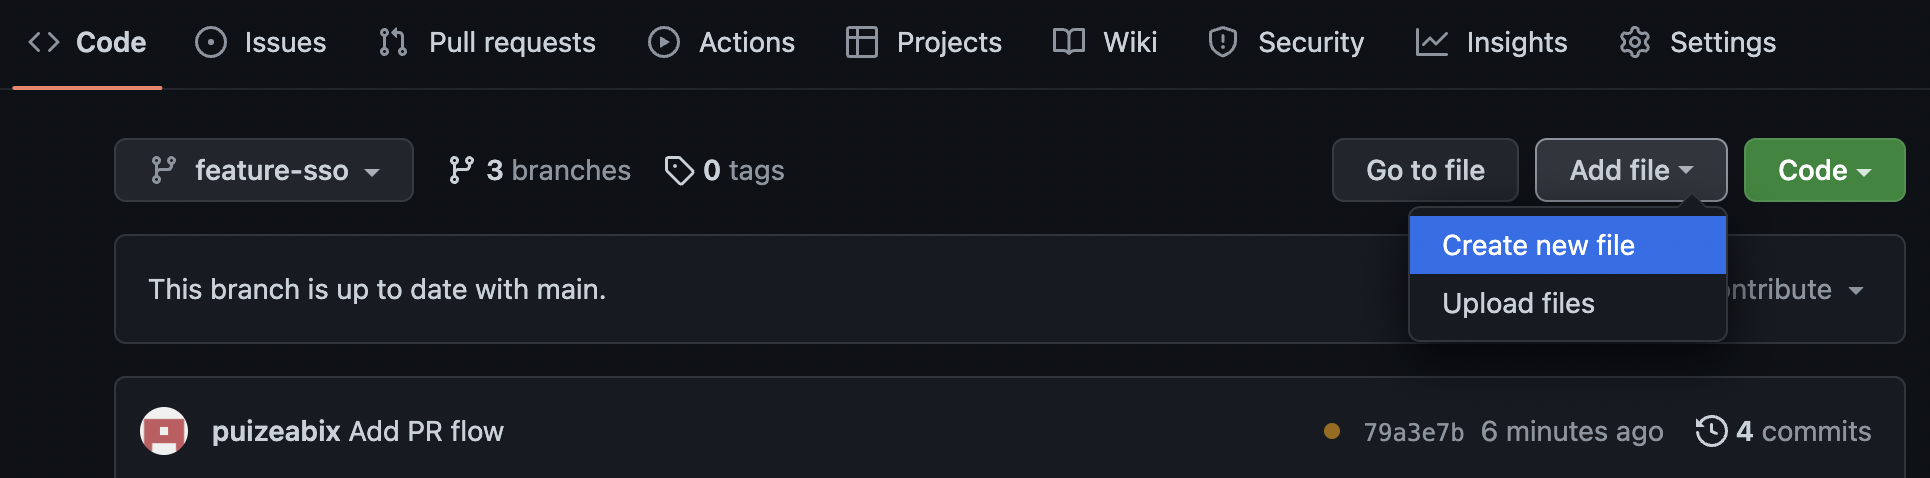 Code Issues Pull requests Actions Projects Wiki Security Insights Settings
feature-sso 3 branches 0 tags Go to file Add file Code
Create new file
This branch is up to date with main. ntribute
Upload files
puizeabix Add PR flow 79a3e7b 6 minutes ago 4 commits